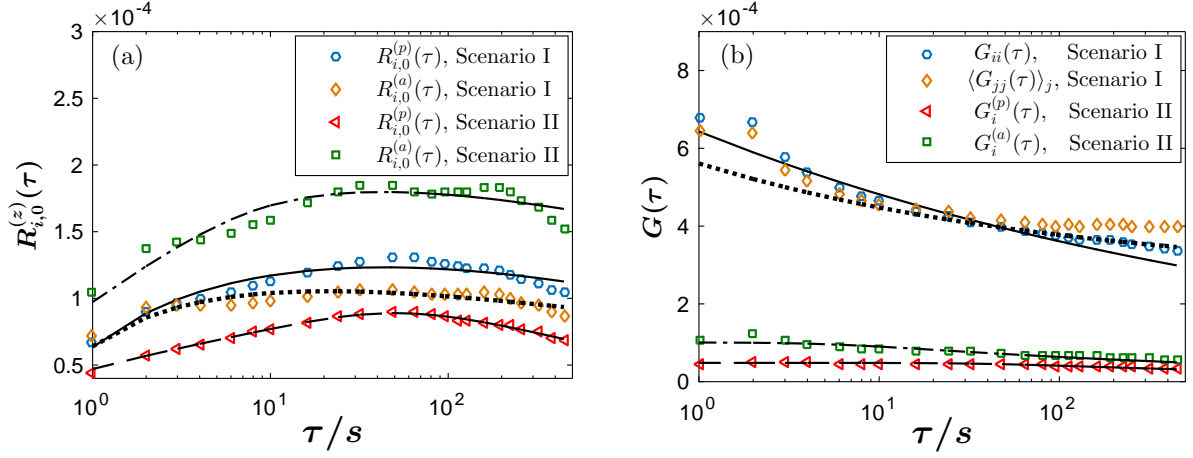 ×10⁻⁴
(a)
R_{i,0}^{(p)}(τ), Scenario I
R_{i,0}^{(a)}(τ), Scenario I
R_{i,0}^{(p)}(τ), Scenario II
R_{i,0}^{(a)}(τ), Scenario II
3
2.5
2
1.5
1
0.5
R_{i,0}^{(z)}(τ)
10⁰
10¹
10²
τ/s
×10⁻⁴
(b)
G_{ii}(τ), Scenario I
⟨G_{jj}(τ)⟩_j, Scenario I
G_i^{(p)}(τ), Scenario II
G_i^{(a)}(τ), Scenario II
8
6
4
2
0
G(τ)
10⁰
10¹
10²
τ/s